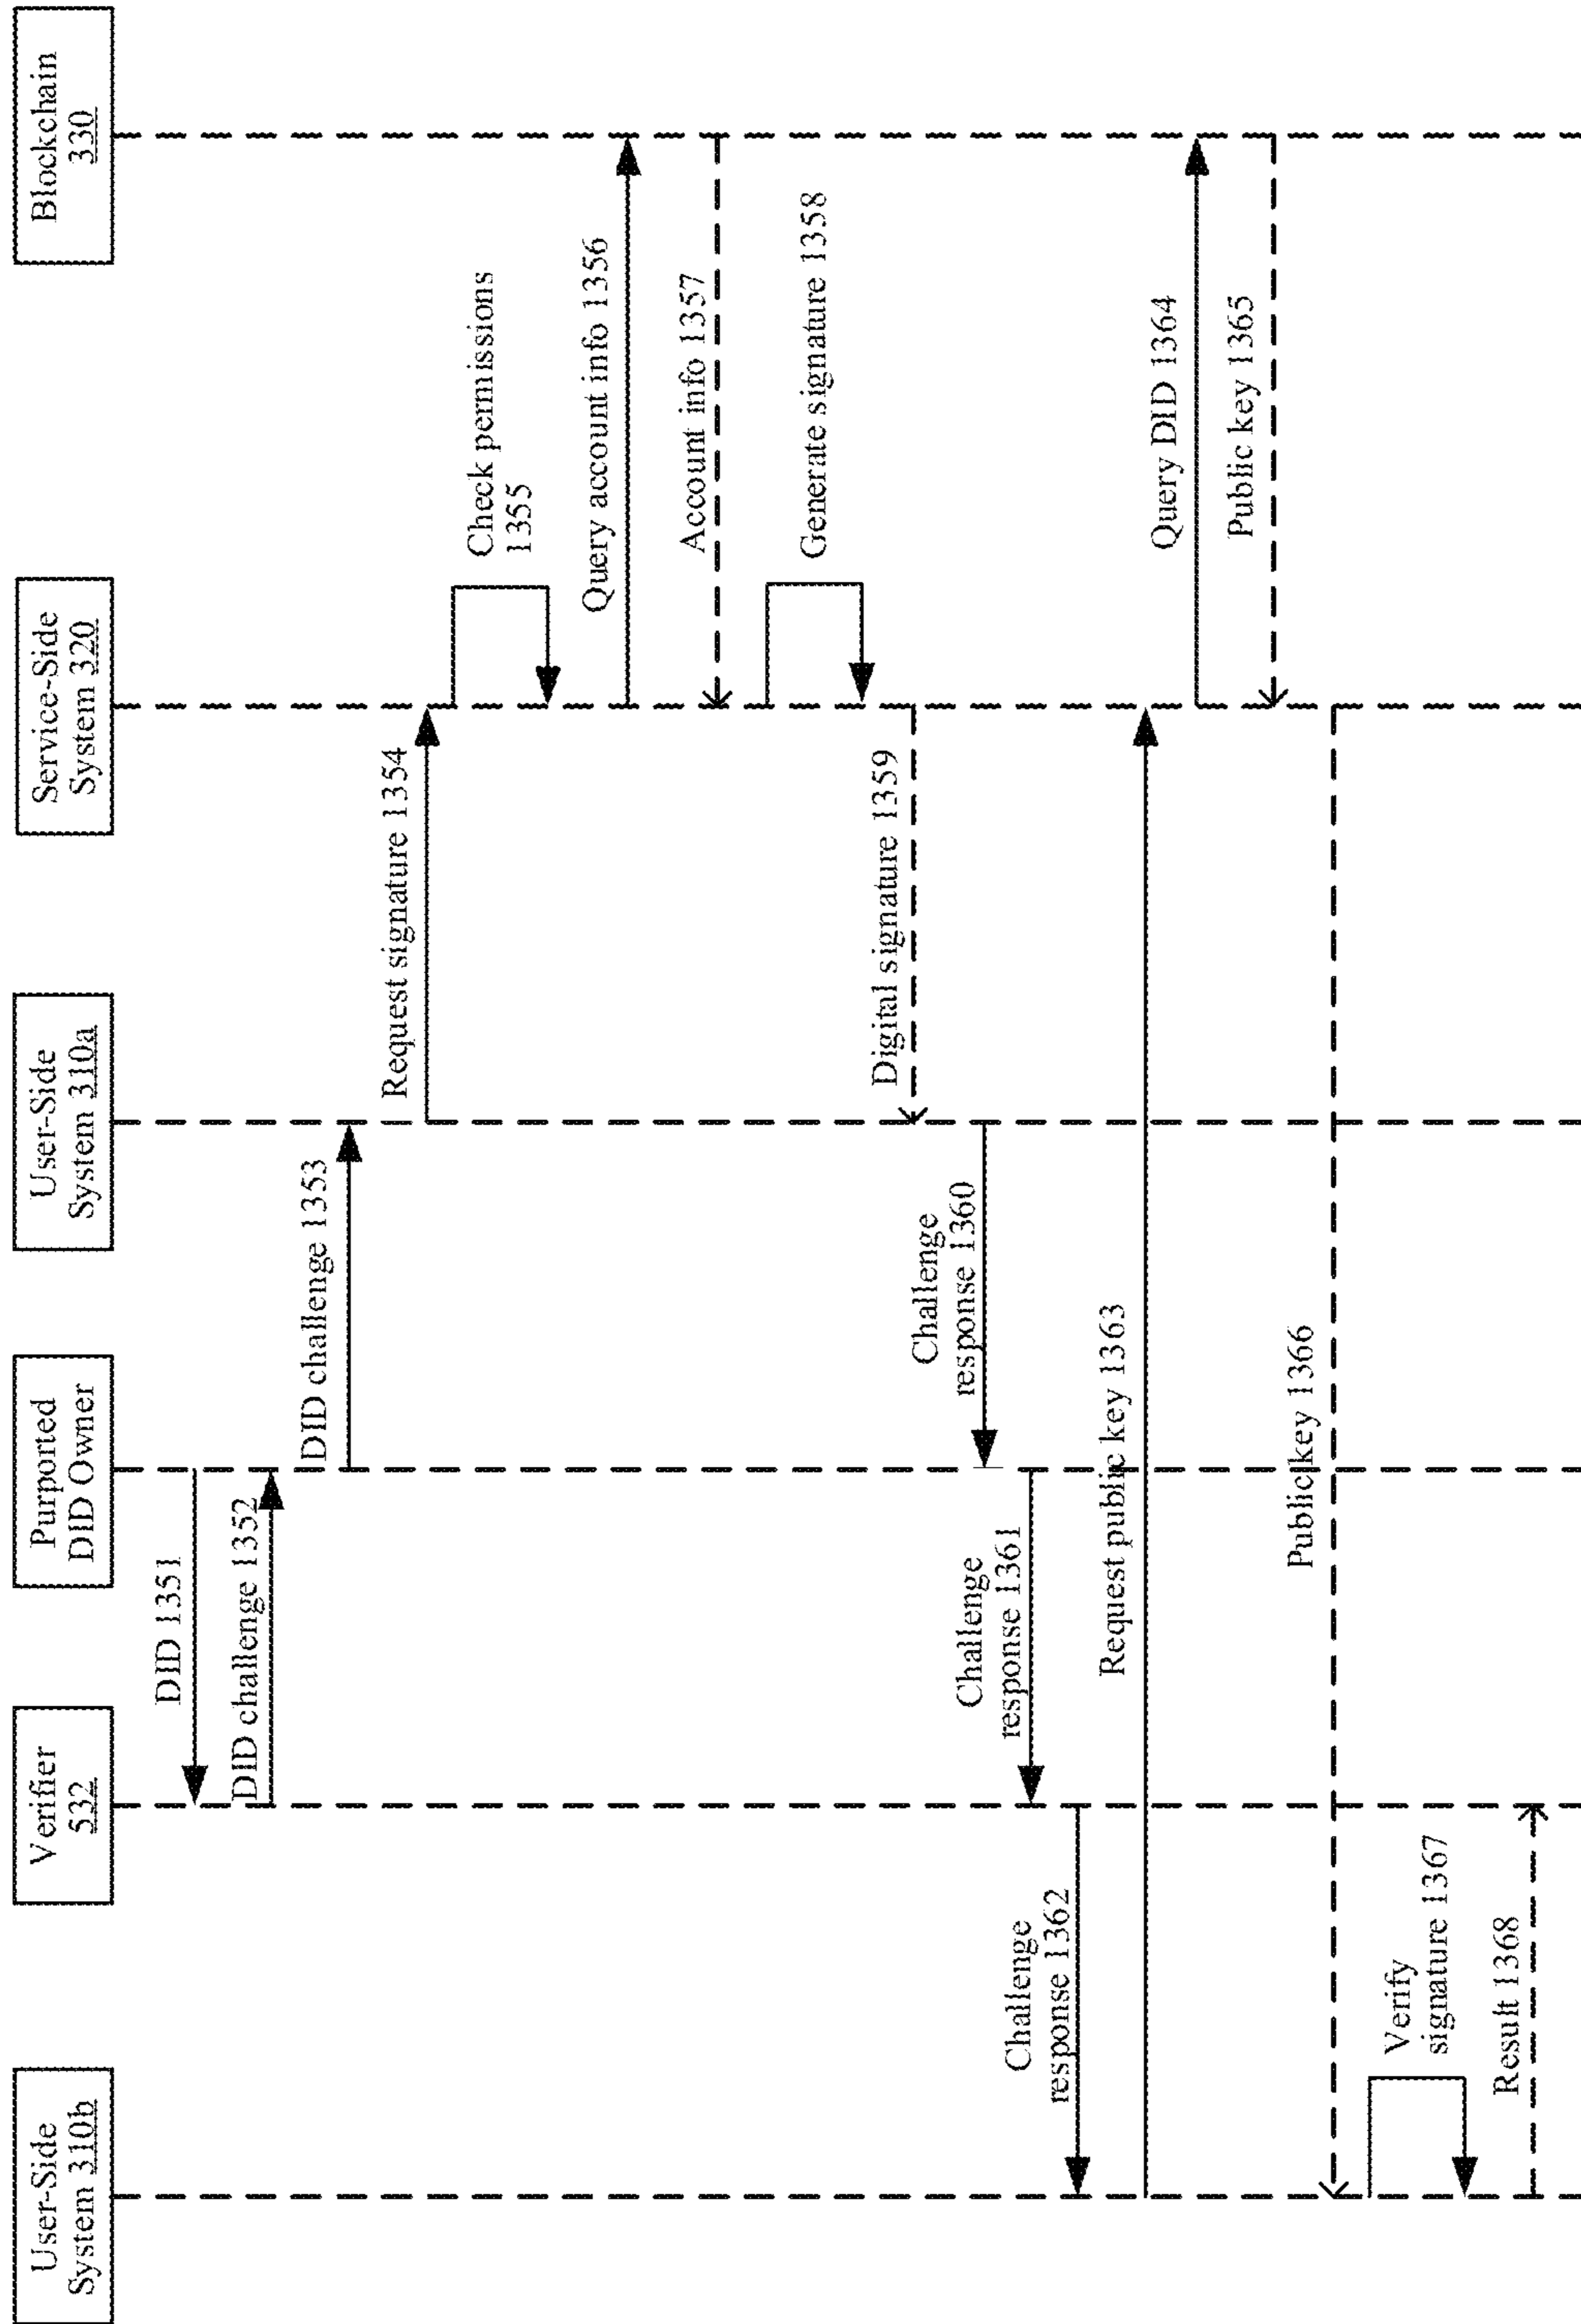 User-Side
System 310b
Verifier
532
Purported
DID Owner
User-Side
System 310a
Service-Side
System 320
Blockchain
330
DID 1351
DID challenge 1352
DID challenge 1353
Request signature 1354
Check permissions
1355
Query account info 1356
Account info 1357
Generate signature 1358
Digital signature 1359
Challenge
response 1360
Challenge
response 1361
Challenge
response 1362
Request public key 1363
Query DID 1364
Public key 1365
Public key 1366
Verify
signature 1367
Result 1368